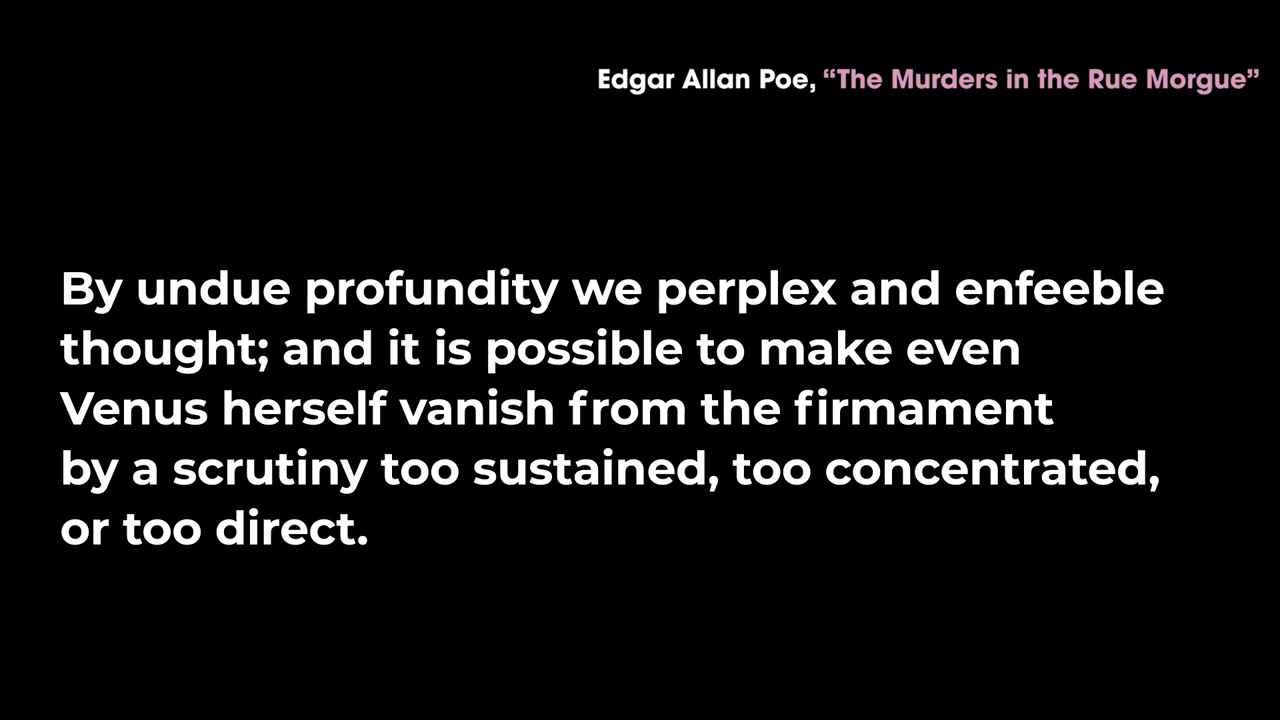 Edgar Allan Poe, “The Murders in the Rue Morgue”
By undue profundity we perplex and enfeeble
thought; and it is possible to make even
Venus herself vanish from the firmament
by a scrutiny too sustained, too concentrated,
or too direct.